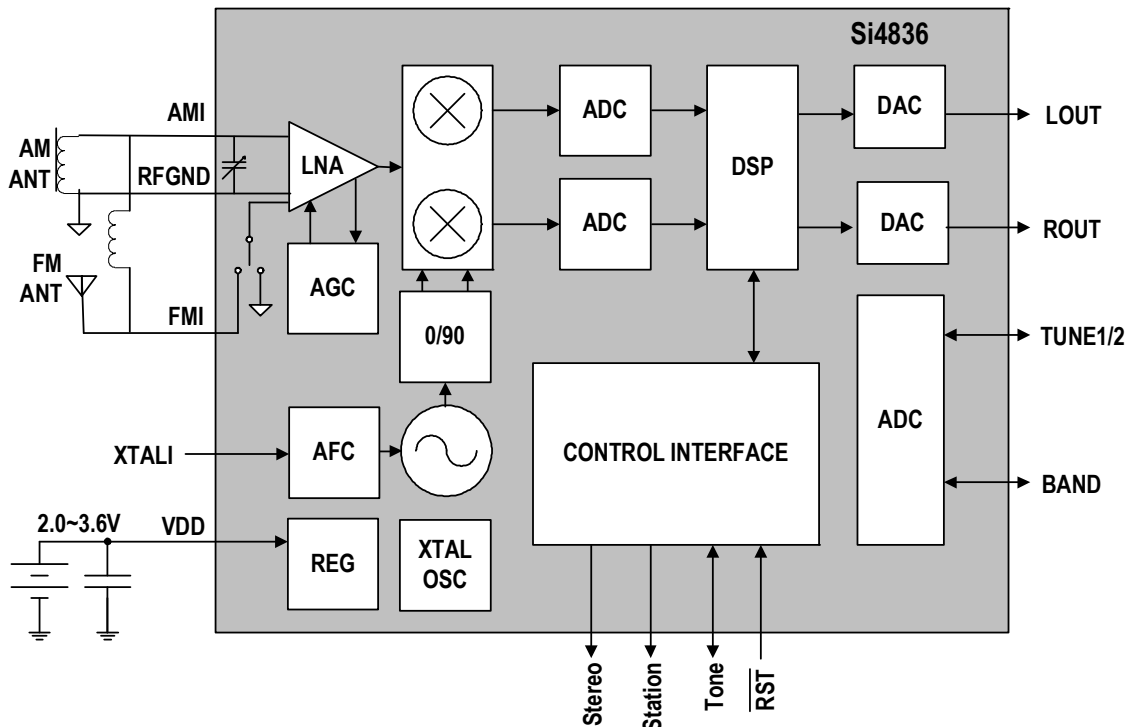 Si4836
AMI
AM
ANT
RFGND
LNA
ADC
DSP
DAC
LOUT
ADC
DAC
ROUT
FM
ANT
AGC
FMI
0/90
TUNE1/2
ADC
XTALI
AFC
CONTROL INTERFACE
BAND
2.0~3.6V
VDD
REG
XTAL
OSC
Stereo
Station
Tone
RST